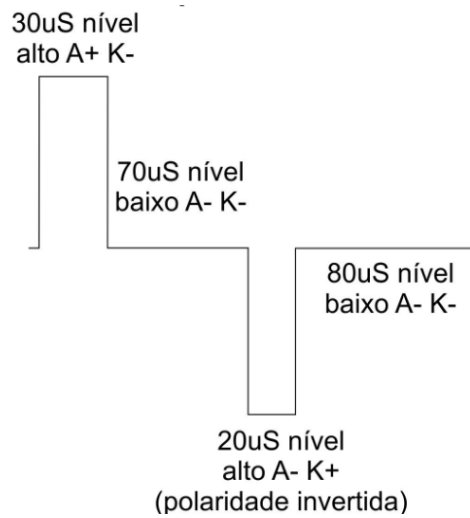 30uS nível
alto A+ K-
70uS nível
baixo A- K-
80uS nível
baixo A- K-
20uS nível
alto A- K+
(polaridade invertida)